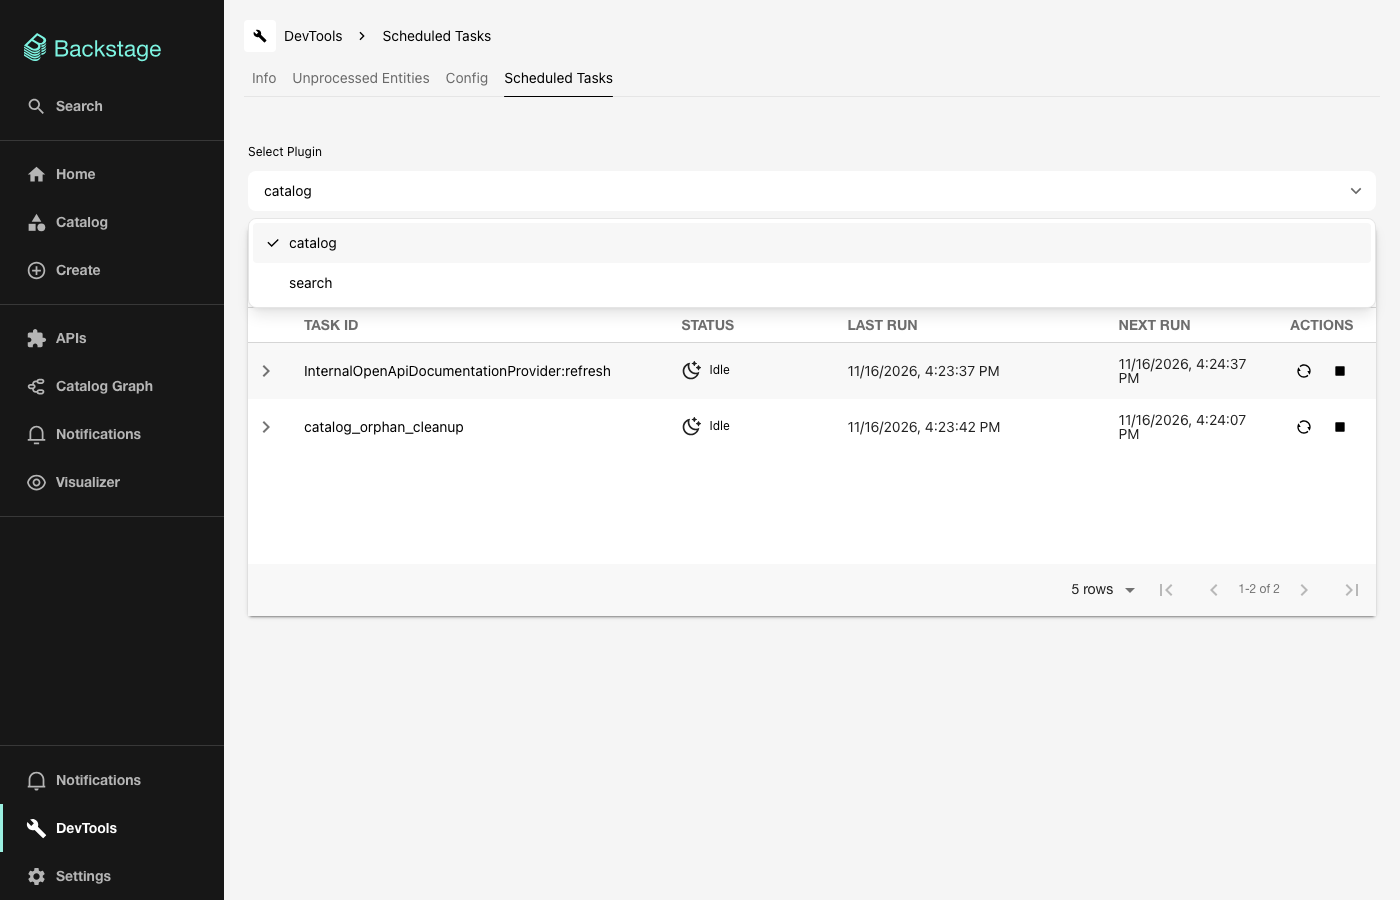 Backstage
Search
Home
Catalog
Create
APIs
Catalog Graph
Notifications
Visualizer
Notifications
DevTools
Settings
DevTools Scheduled Tasks
Info Unprocessed Entities Config Scheduled Tasks
Select Plugin
catalog
catalog
search
TASK ID STATUS LAST RUN NEXT RUN ACTIONS
InternalOpenApiDocumentationProvider:refresh Idle 11/16/2026, 4:23:37 PM 11/16/2026, 4:24:37
PM
catalog_orphan_cleanup Idle 11/16/2026, 4:23:42 PM 11/16/2026, 4:24:07
PM
5 rows 1-2 of 2